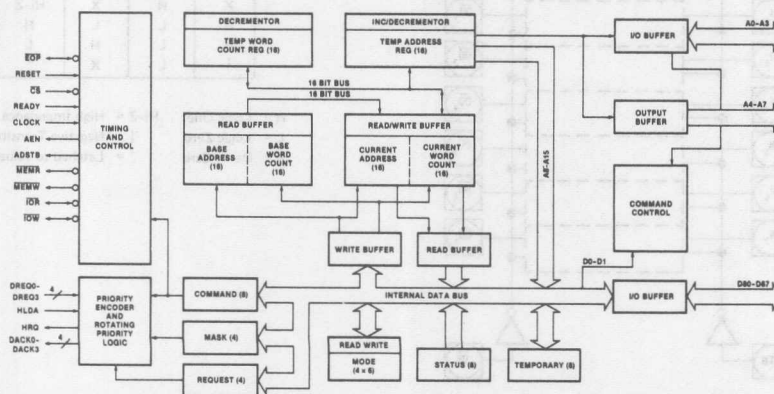 DECREMENTOR
TEMP WORD
COUNT REG (16)
INC/DECREMENTOR
TEMP ADDRESS
REG (16)
I/O BUFFER
A0-A3
EOP
RESET
CS
READY
CLOCK
AEN
ADSTB
MEMR
MEMW
IOR
IOW
TIMING
AND
CONTROL
16 BIT BUS
16 BIT BUS
READ BUFFER
BASE
ADDRESS
(16)
BASE
WORD
COUNT
(16)
READ/WRITE BUFFER
CURRENT
ADDRESS
(16)
CURRENT
WORD
COUNT
(16)
A8-A15
OUTPUT
BUFFER
A4-A7
COMMAND
CONTROL
WRITE BUFFER
READ BUFFER
D0-D1
DREQ0-
DREQ3
HLDA
HRQ
DACK0-
DACK3
4
4
PRIORITY
ENCODER
AND
ROTATING
PRIORITY
LOGIC
COMMAND (8)
MASK (4)
REQUEST (4)
INTERNAL DATA BUS
I/O BUFFER
DB0-DB7
READ WRITE
MODE
(4 x 6)
STATUS (8)
TEMPORARY (8)